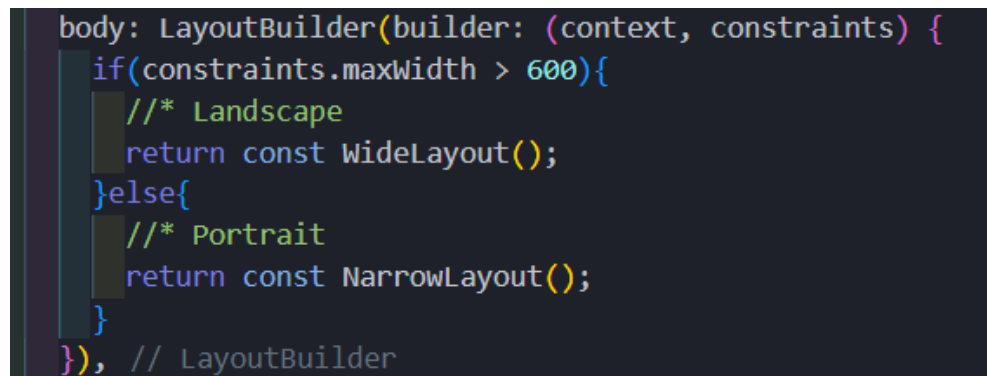 body: LayoutBuilder(builder: (context, constraints) {
if(constraints.maxWidth > 600){
//* Landscape
return const WideLayout();
}else{
//* Portrait
return const NarrowLayout();
}
}), // LayoutBuilder